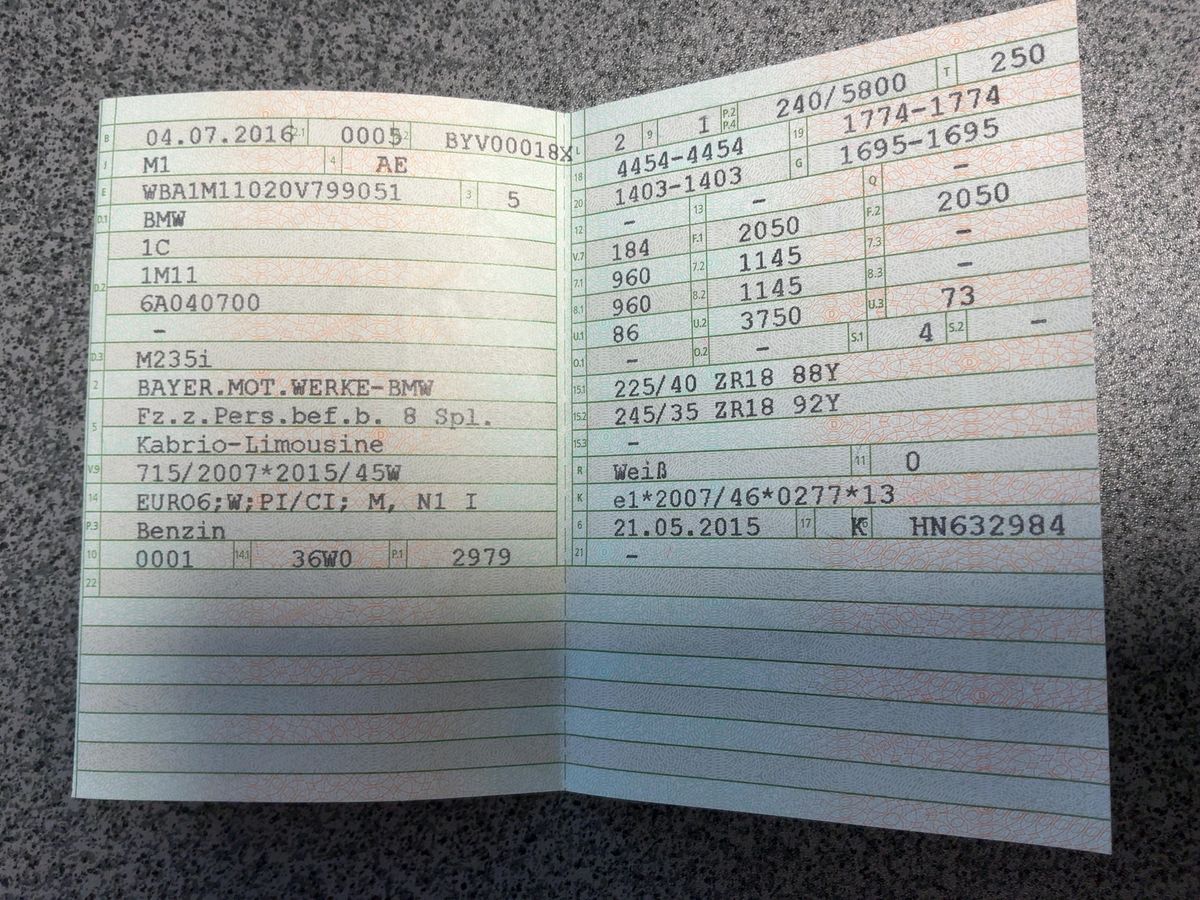 B 04.07.2016 2.1 0005 2.2 BYV00018X
J M1 4 AE
E WBA1M11020V799051 3 5
D.1 BMW
1C
D.2 1M11
6A040700
–
D.3 M235i
2 BAYER.MOT.WERKE-BMW
5 Fz.z.Pers.bef.b. 8 Spl.
Kabrio-Limousine
V.9 715/2007*2015/45W
14 EURO6;W;PI/CI; M, N1 I
P.3 Benzin
10 0001 14.1 36W0 P.1 2979
22
L 2 9 1 P.2 P.4 240/5800 T 250
18 4454-4454 19 1774-1774
20 1403-1403 G 1695-1695
12 – 13 – Q –
V.7 184 F.1 2050 F.2 2050
7.1 960 7.2 1145 7.3 –
8.1 960 8.2 1145 8.3 –
U.1 86 U.2 3750 U.3 73
O.1 – O.2 – S.1 4 S.2 –
15.1 225/40 ZR18 88Y
15.2 245/35 ZR18 92Y
15.3 –
R Weiß 11 0
K e1*2007/46*0277*13
6 21.05.2015 17 K 16 HN632984
21 –